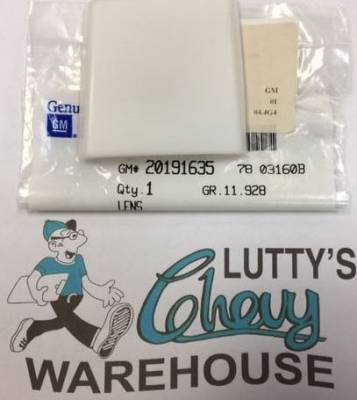 GM
01
04.4G4
Genu
GM
GM# 20191635 78 03160B
Qty.1 GR.11.928
LENS
LUTTY'S
Chevy
WAREHOUSE